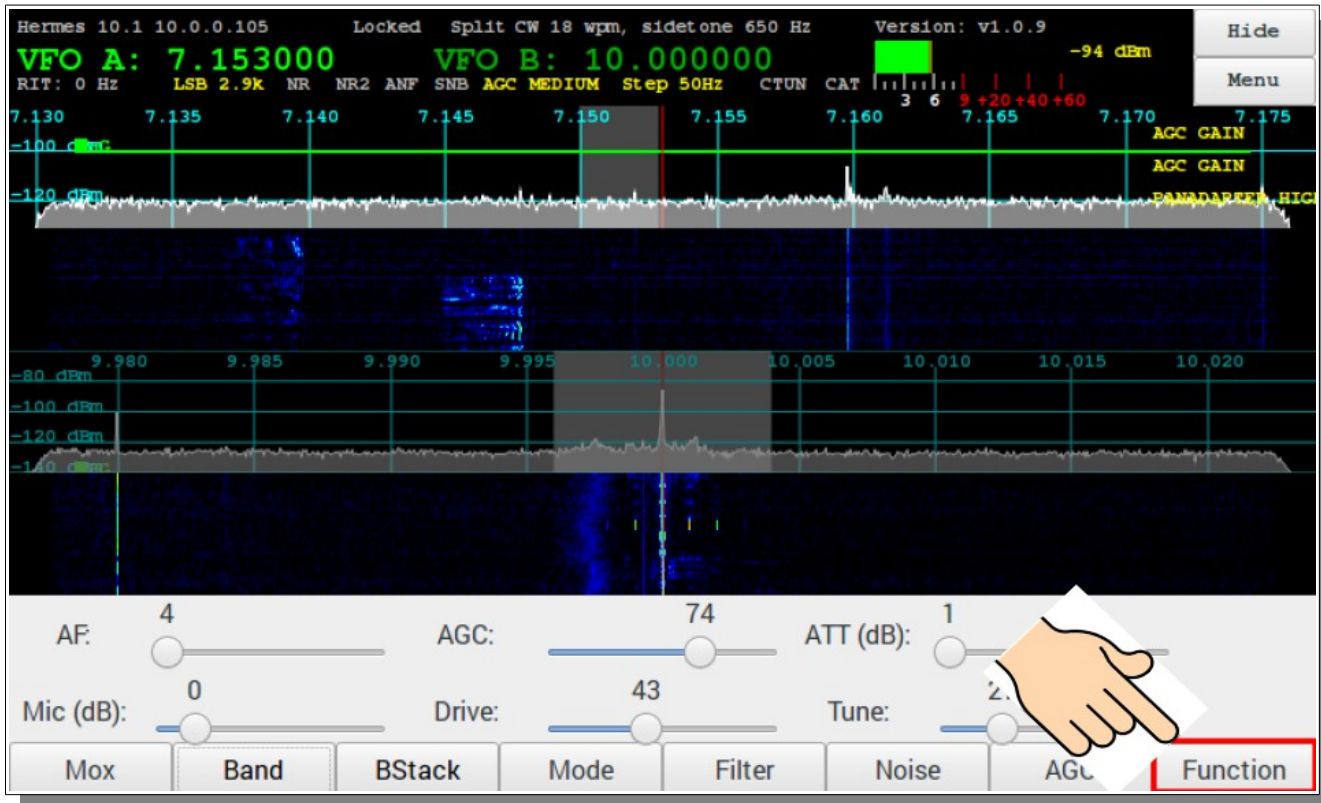 Hermes 10.1 10.0.0.105 Locked Split CW 18 wpm, sidetone 650 Hz Version: v1.0.9 Hide
VFO A: 7.153000 VFO B: 10.000000 -94 dBm
RIT: 0 Hz LSB 2.9k NR NR2 ANF SNB AGC MEDIUM Step 50Hz CTUN CAT Menu
3 6 9 +20 +40 +60
7.130 7.135 7.140 7.145 7.150 7.155 7.160 7.165 7.170 7.175
-100 dBm AGC GAIN
AGC GAIN
-120 dBm PANADAPTER HIGH
9.980 9.985 9.990 9.995 10.000 10.005 10.010 10.015 10.020
-80 dBm
-100 dBm
-120 dBm
-140
4 74 1
AF: AGC: ATT (dB):
0 43
Mic (dB): Drive: Tune:
Mox Band BStack Mode Filter Noise AGC Function